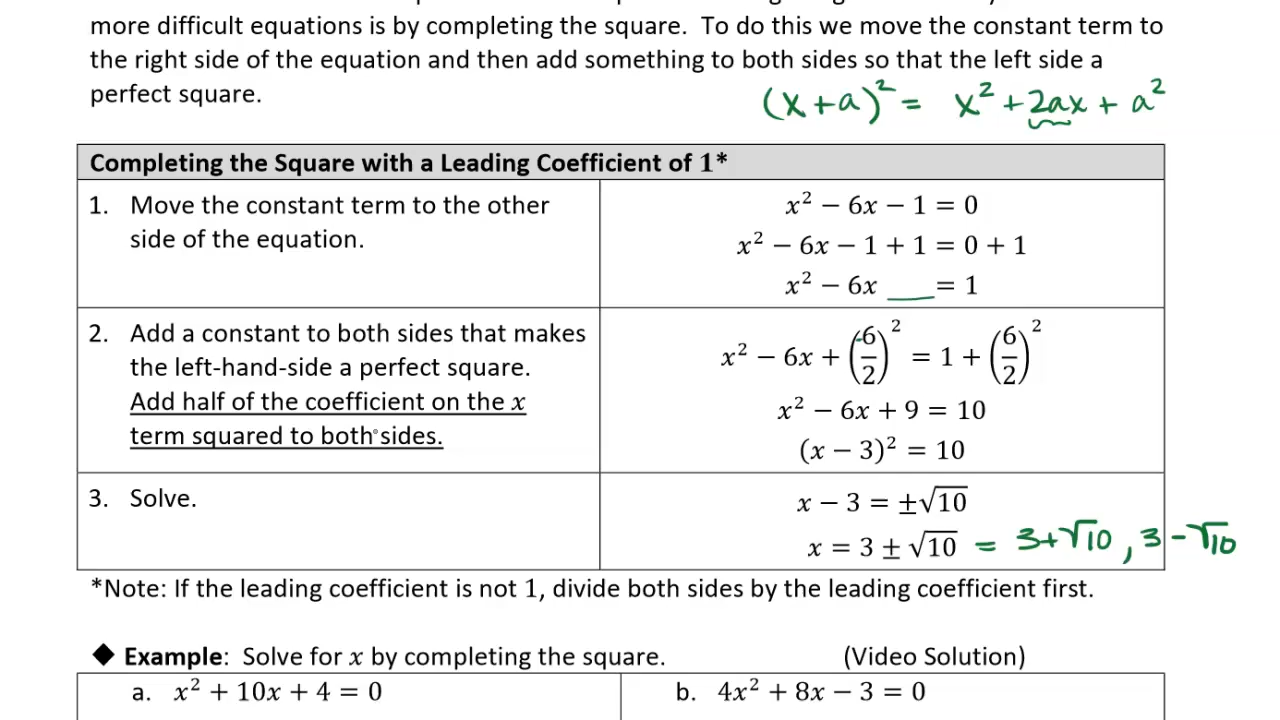 more difficult equations is by completing the square. To do this we move the constant term to
the right side of the equation and then add something to both sides so that the left side a
perfect square.
(x+a)² = x² + 2ax + a²
Completing the Square with a Leading Coefficient of 1*
1. Move the constant term to the other
side of the equation.
x² − 6x − 1 = 0
x² − 6x − 1 + 1 = 0 + 1
x² − 6x ___ = 1
2. Add a constant to both sides that makes
the left-hand-side a perfect square.
Add half of the coefficient on the x
term squared to both sides.
x² − 6x + (-6/2)² = 1 + (6/2)²
x² − 6x + 9 = 10
(x − 3)² = 10
3. Solve.
x − 3 = ±√10
x = 3 ± √10 = 3+√10, 3-√10
*Note: If the leading coefficient is not 1, divide both sides by the leading coefficient first.
◆ Example: Solve for x by completing the square. (Video Solution)
a. x² + 10x + 4 = 0
b. 4x² + 8x − 3 = 0